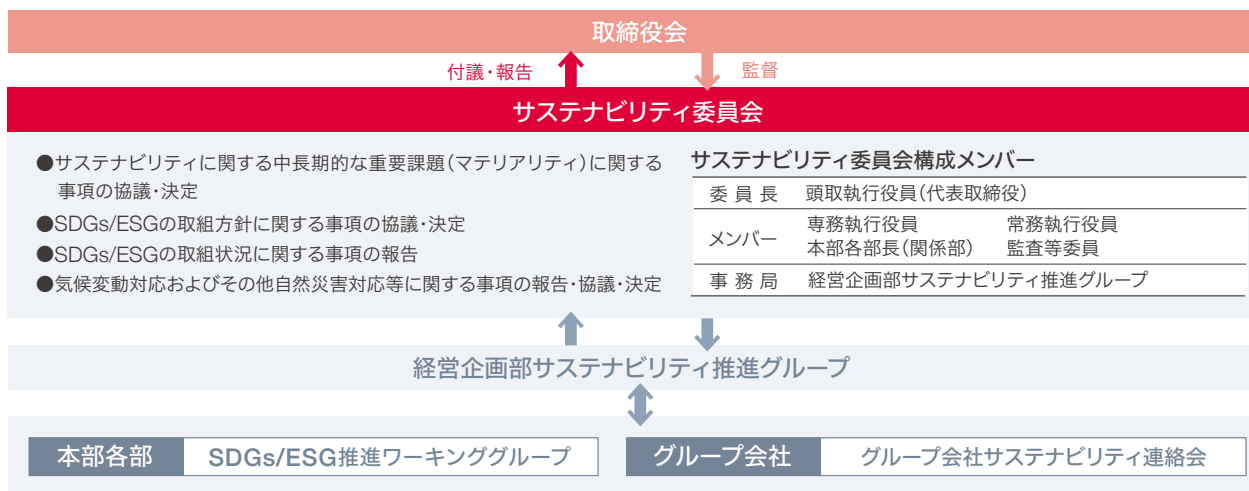 取締役会
付議・報告
監督
サステナビリティ委員会
●サステナビリティに関する中長期的な重要課題(マテリアリティ)に関する
事項の協議・決定
●SDGs/ESGの取組方針に関する事項の協議・決定
●SDGs/ESGの取組状況に関する事項の報告
●気候変動対応およびその他自然災害対応等に関する事項の報告・協議・決定
サステナビリティ委員会構成メンバー
委員長 頭取執行役員(代表取締役)
メンバー 専務執行役員 常務執行役員
本部各部長(関係部) 監査等委員
事務局 経営企画部サステナビリティ推進グループ
経営企画部サステナビリティ推進グループ
本部各部 SDGs/ESG推進ワーキンググループ
グループ会社 グループ会社サステナビリティ連絡会